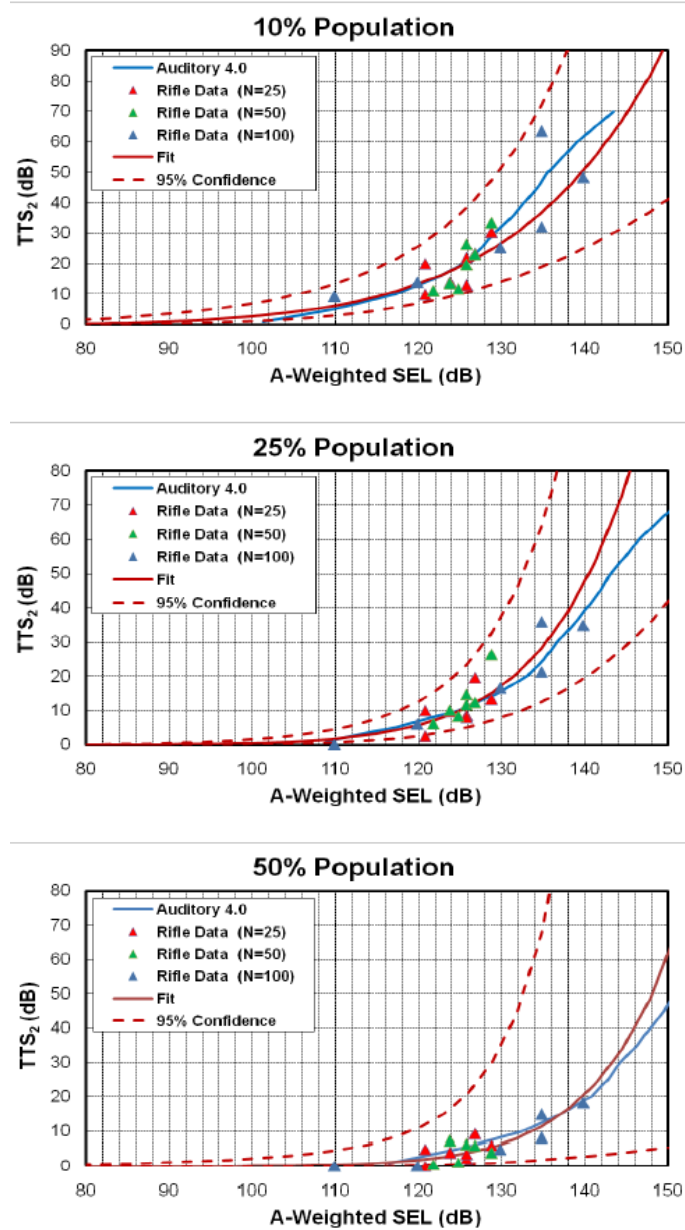 10% Population
90
80
70
60
50
40
30
20
10
0
TTS2 (dB)
Auditory 4.0
Rifle Data (N=25)
Rifle Data (N=50)
Rifle Data (N=100)
Fit
95% Confidence
80 90 100 110 120 130 140 150
A-Weighted SEL (dB)
25% Population
80
70
60
50
40
30
20
10
0
TTS2 (dB)
Auditory 4.0
Rifle Data (N=25)
Rifle Data (N=50)
Rifle Data (N=100)
Fit
95% Confidence
80 90 100 110 120 130 140 150
A-Weighted SEL (dB)
50% Population
80
70
60
50
40
30
20
10
0
TTS2 (dB)
Auditory 4.0
Rifle Data (N=25)
Rifle Data (N=50)
Rifle Data (N=100)
Fit
95% Confidence
80 90 100 110 120 130 140 150
A-Weighted SEL (dB)